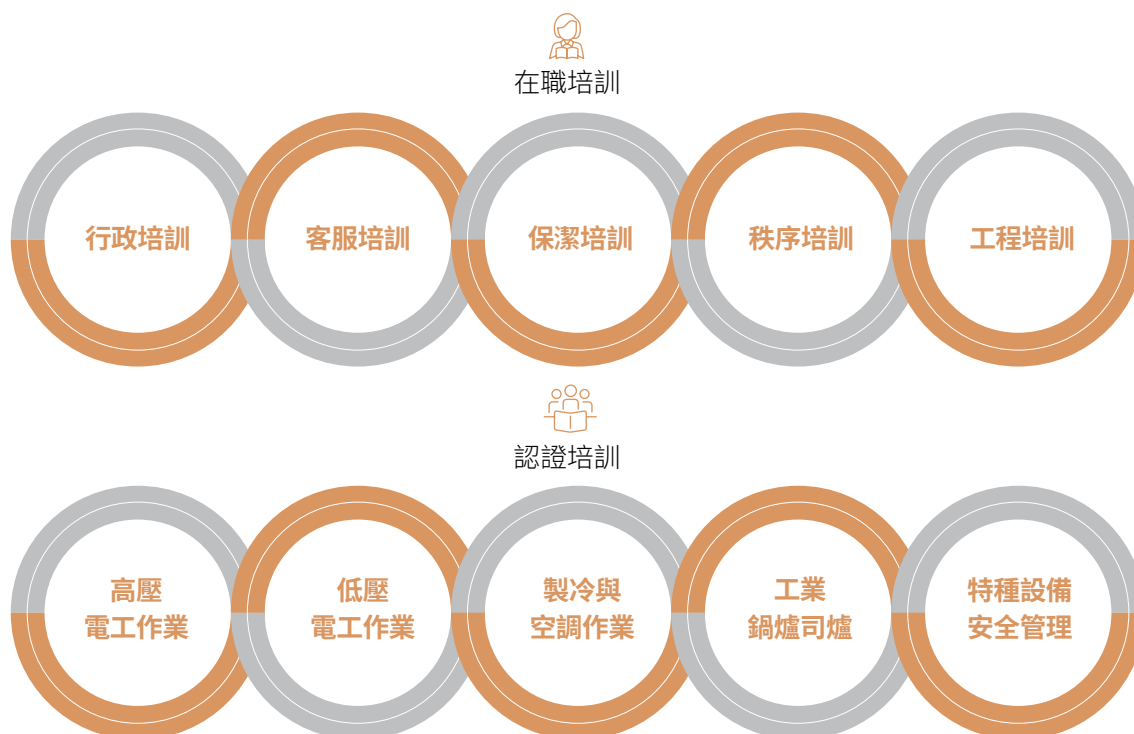 在職培訓
行政培訓
客服培訓
保潔培訓
秩序培訓
工程培訓
認證培訓
高壓
電工作業
低壓
電工作業
製冷與
空調作業
工業
鍋爐司爐
特種設備
安全管理